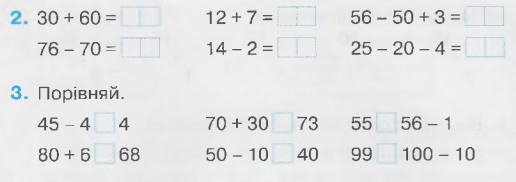 2. 30 + 60 = 12 + 7 = 56 – 50 + 3 =
76 – 70 = 14 – 2 = 25 – 20 – 4 =
3. Порівняй.
45 – 4 □ 4 70 + 30 □ 73 55 □ 56 – 1
80 + 6 □ 68 50 – 10 □ 40 99 □ 100 – 10